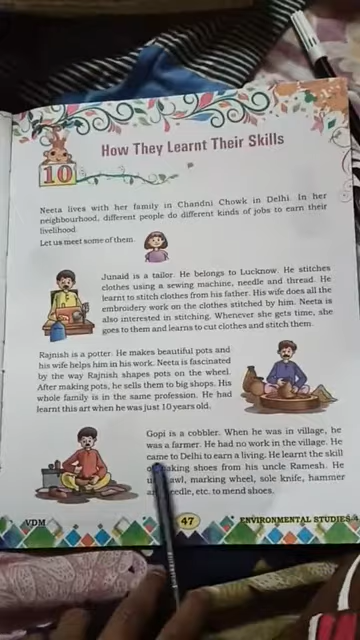 10
How They Learnt Their Skills
Neeta lives with her family in Chandni Chowk in Delhi. In her
neighbourhood, different people do different kinds of jobs to earn their
livelihood.
Let us meet some of them.
Junaid is a tailor. He belongs to Lucknow. He stitches
clothes using a sewing machine, needle and thread. He
learnt to stitch clothes from his father. His wife does all the
embroidery work on the clothes stitched by him. Neeta is
also interested in stitching. Whenever she gets time, she
goes to them and learns to cut clothes and stitch them.
Rajnish is a potter. He makes beautiful pots and
his wife helps him in his work. Neeta is fascinated
by the way Rajnish shapes pots on the wheel.
After making pots, he sells them to big shops. His
whole family is in the same profession. He had
learnt this art when he was just 10 years old.
Gopi is a cobbler. When he was in village, he
was a farmer. He had no work in the village. He
came to Delhi to earn a living. He learnt the skill
making shoes from his uncle Ramesh. He
awl, marking wheel, sole knife, hammer
needle, etc. to mend shoes.
VDM
47
ENVIRONMENTAL STUDIES